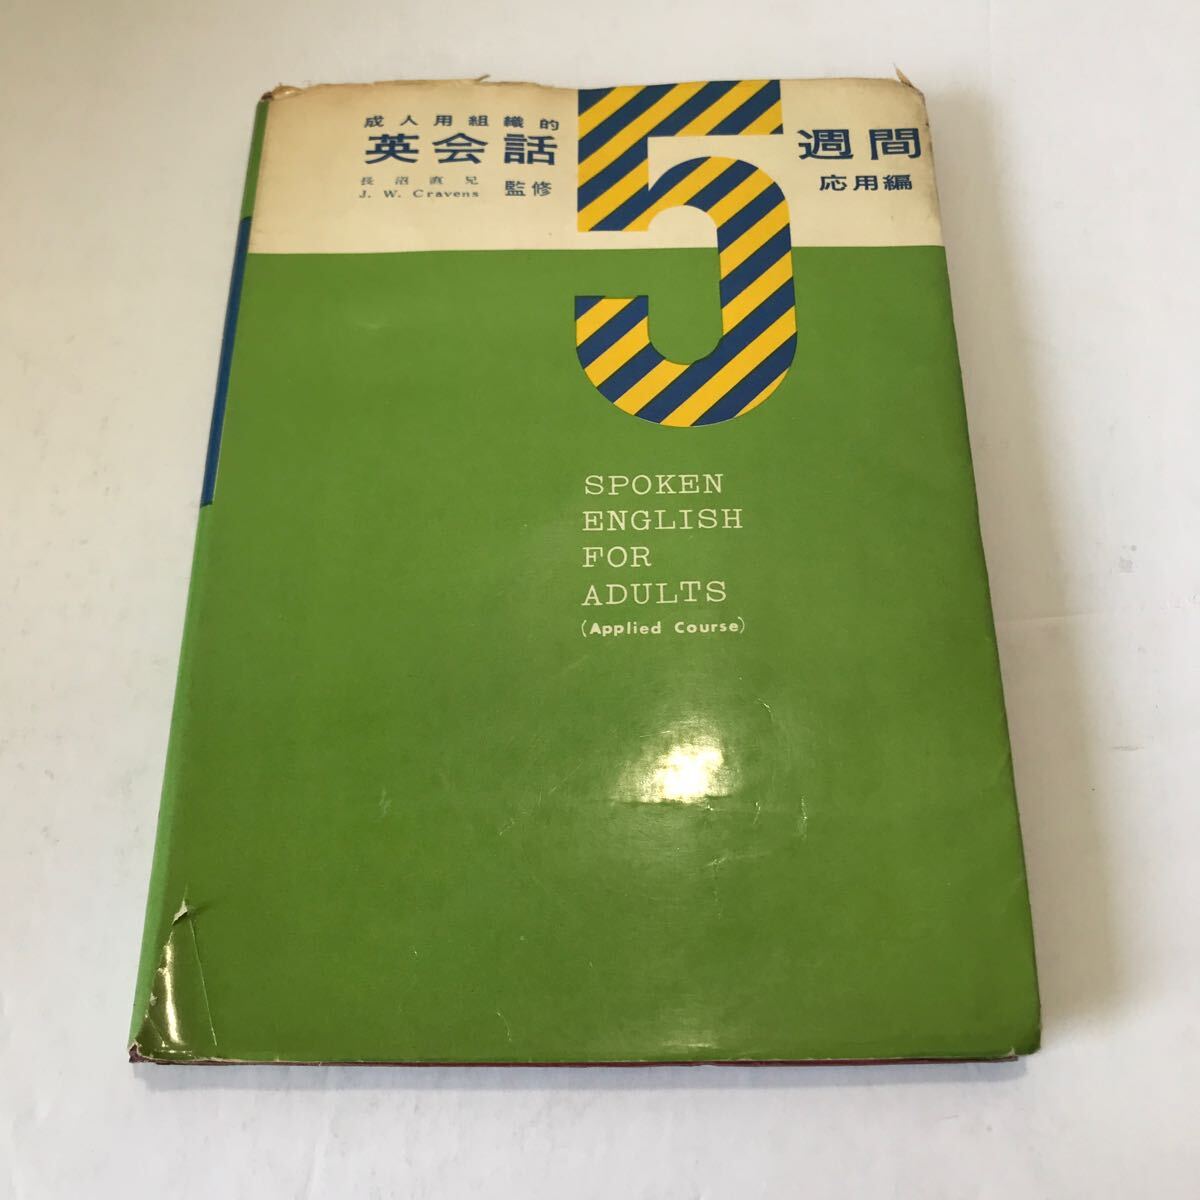 成人用組織的
英会話5週間
長沼直兄
J. W. Cravens 監修
応用編
SPOKEN
ENGLISH
FOR
ADULTS
(Applied Course)